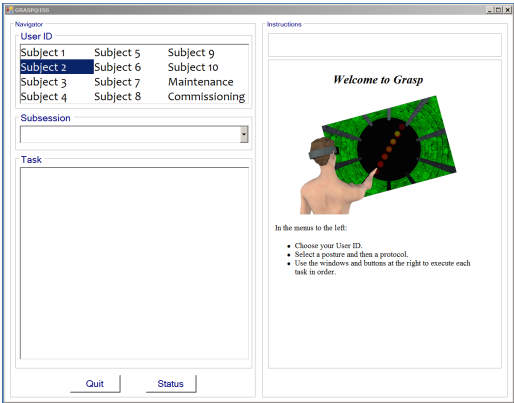 GRASP@ISS
Navigator
User ID
Subject 1 Subject 5 Subject 9
Subject 2 Subject 6 Subject 10
Subject 3 Subject 7 Maintenance
Subject 4 Subject 8 Commissioning
Subsession
Task
Quit Status
Instructions
Welcome to Grasp
In the menus to the left:
Choose your User ID.
Select a posture and then a protocol.
Use the windows and buttons at the right to execute each
task in order.